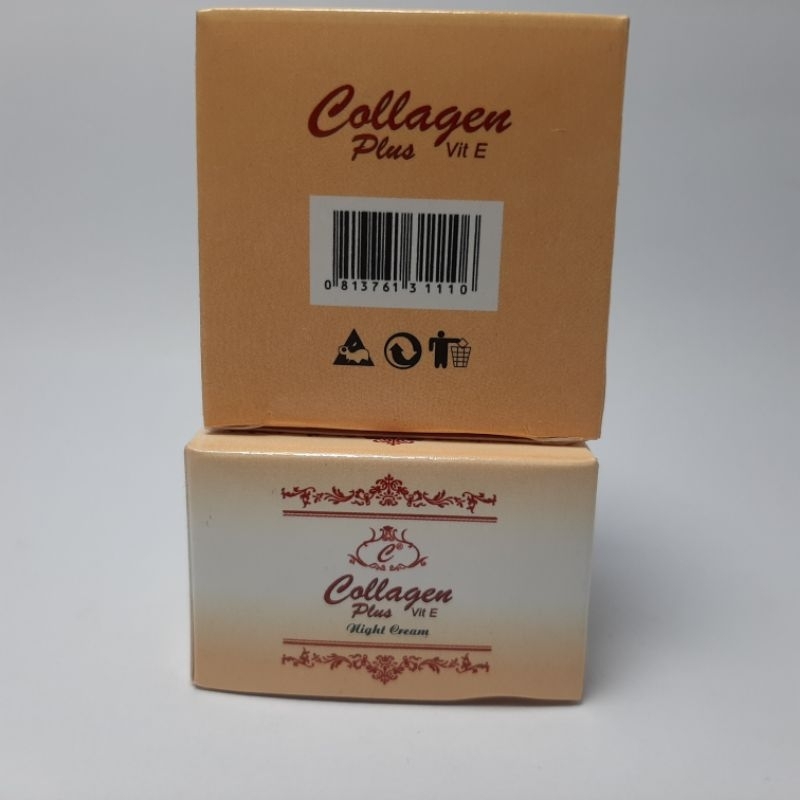 Collagen
Plus Vit E
0 813761 31110
C®
Collagen
Plus Vit E
Night Cream